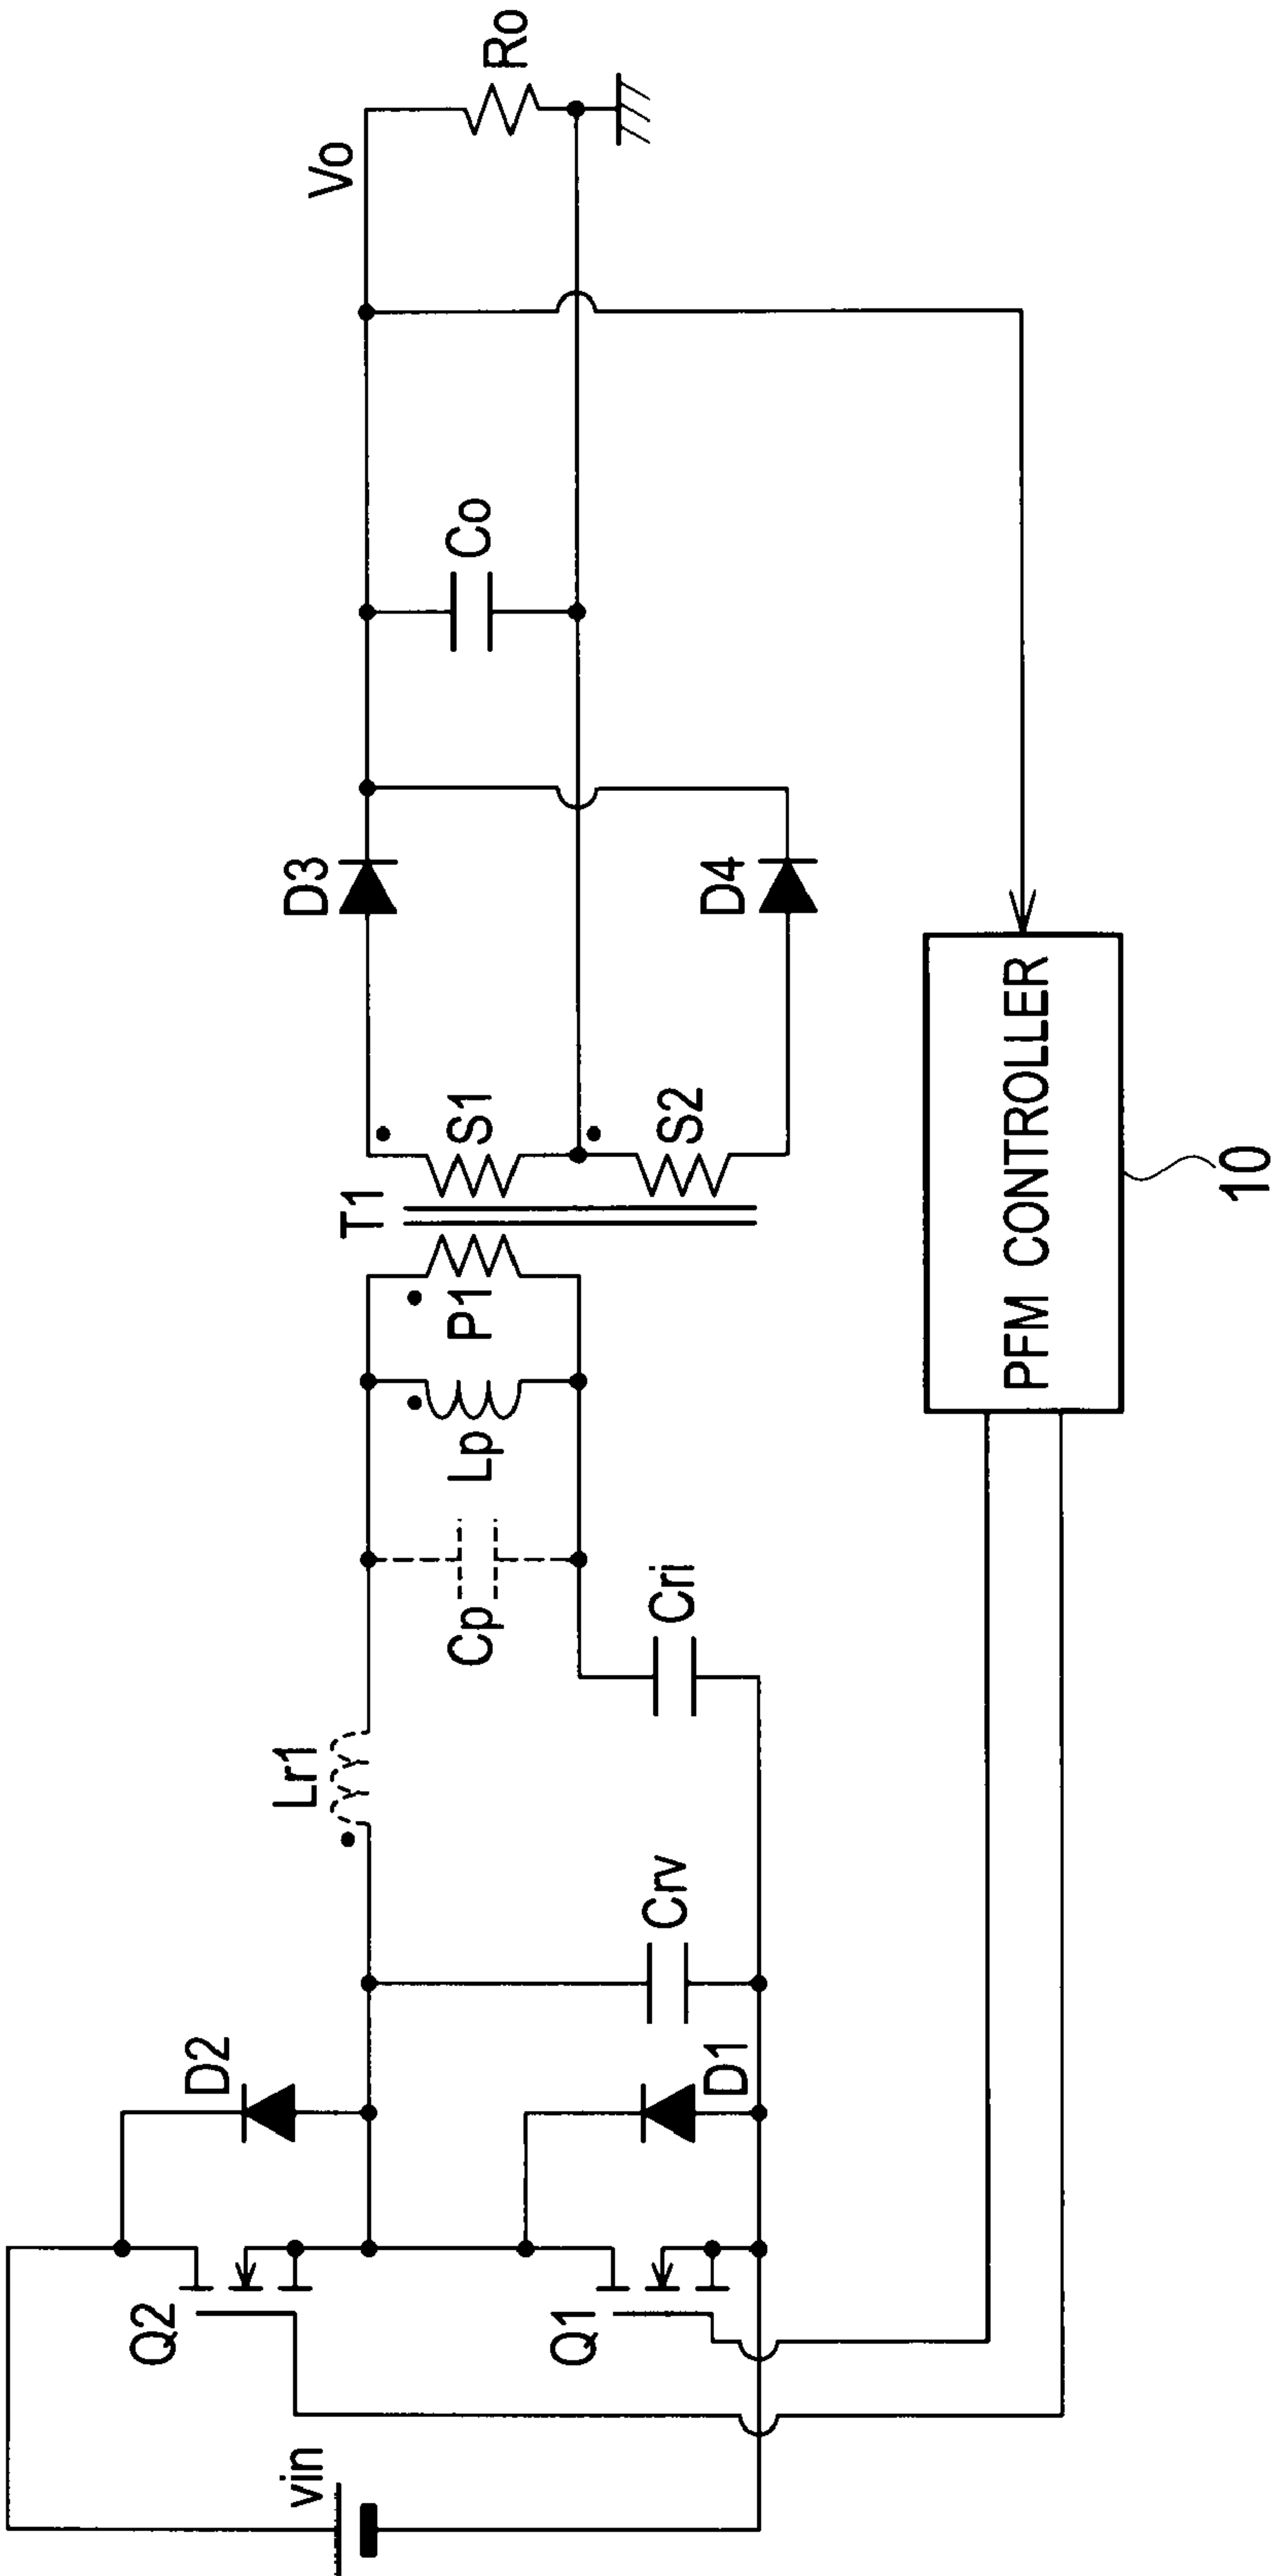 vin
Q2
Q1
D2
D1
Crv
Lr1
Cri
Cp
Lp
P1
T1
S1
S2
D3
D4
Co
Vo
Ro
PFM CONTROLLER
10